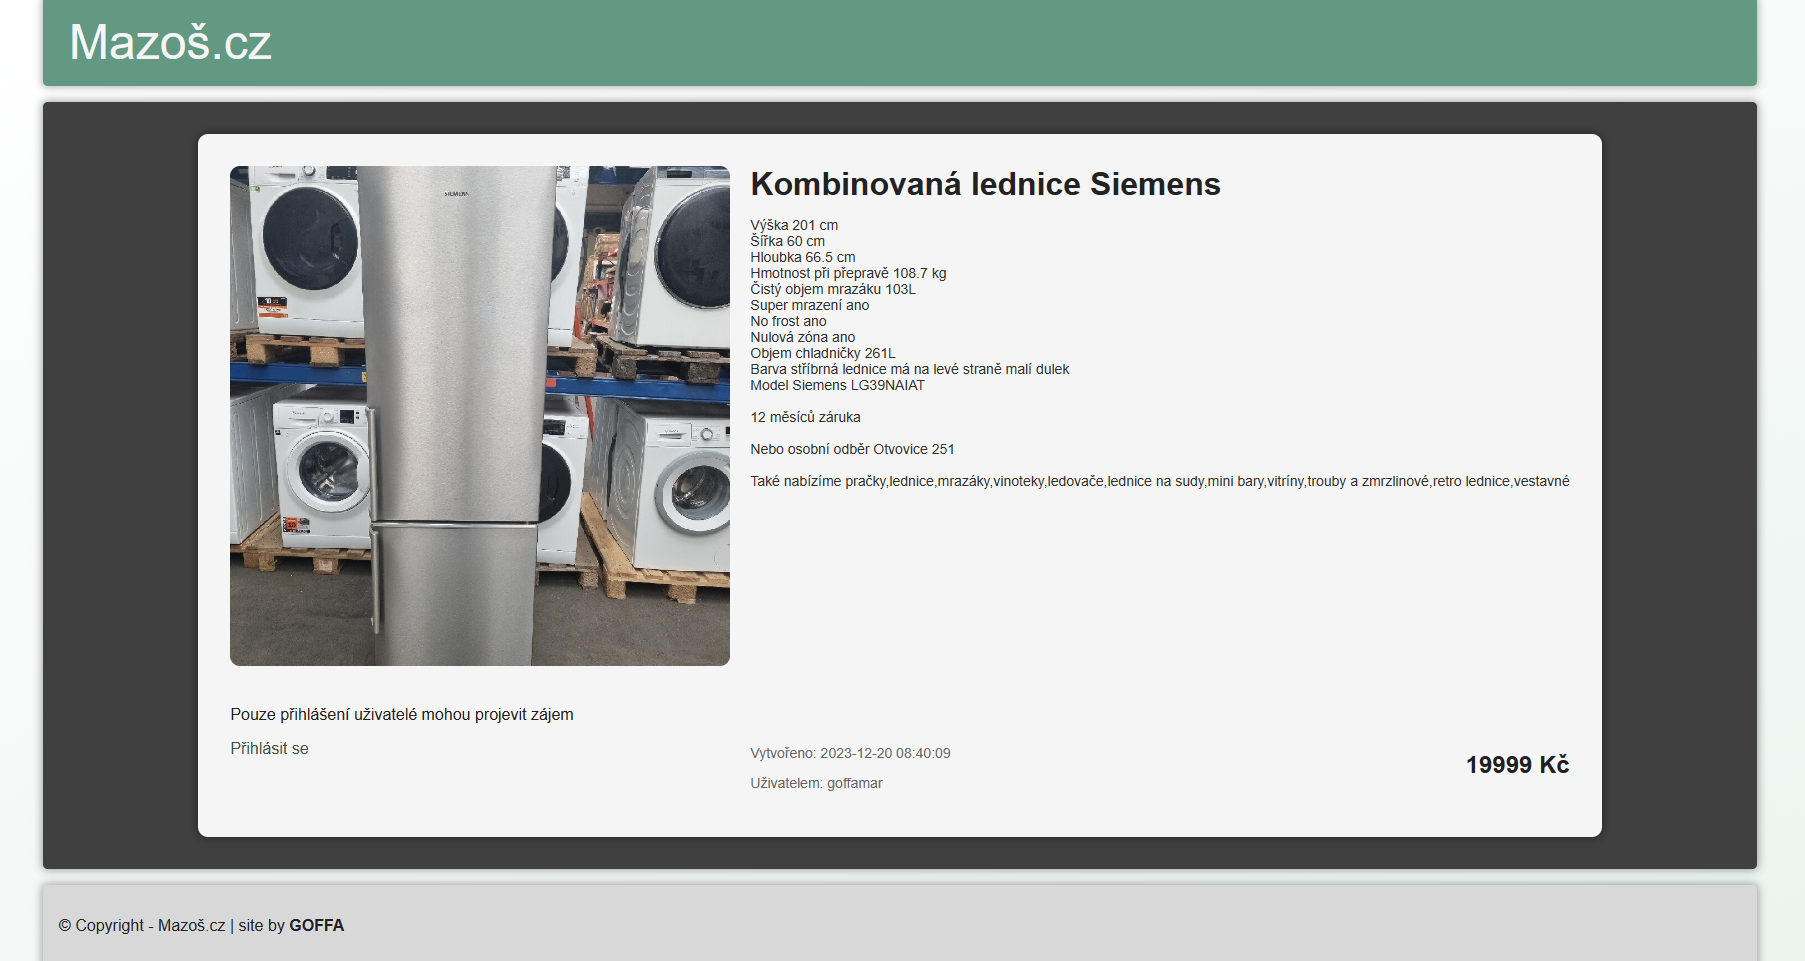 Mazoš.cz
SIEMENS
Kombinovaná lednice Siemens
Výška 201 cm
Šířka 60 cm
Hloubka 66.5 cm
Hmotnost při přepravě 108.7 kg
Čistý objem mrazáku 103L
Super mrazení ano
No frost ano
Nulová zóna ano
Objem chladničky 261L
Barva stříbrná lednice má na levé straně malí dulek
Model Siemens LG39NAIAT
12 měsíců záruka
Nebo osobní odběr Otvovice 251
Také nabízíme pračky,lednice,mrazáky,vinoteky,ledovače,lednice na sudy,mini bary,vitríny,trouby a zmrzlinové,retro lednice,vestavné
Pouze přihlášení uživatelé mohou projevit zájem
Přihlásit se
Vytvořeno: 2023-12-20 08:40:09
Uživatelem: goffamar
19999 Kč
© Copyright - Mazoš.cz | site by GOFFA